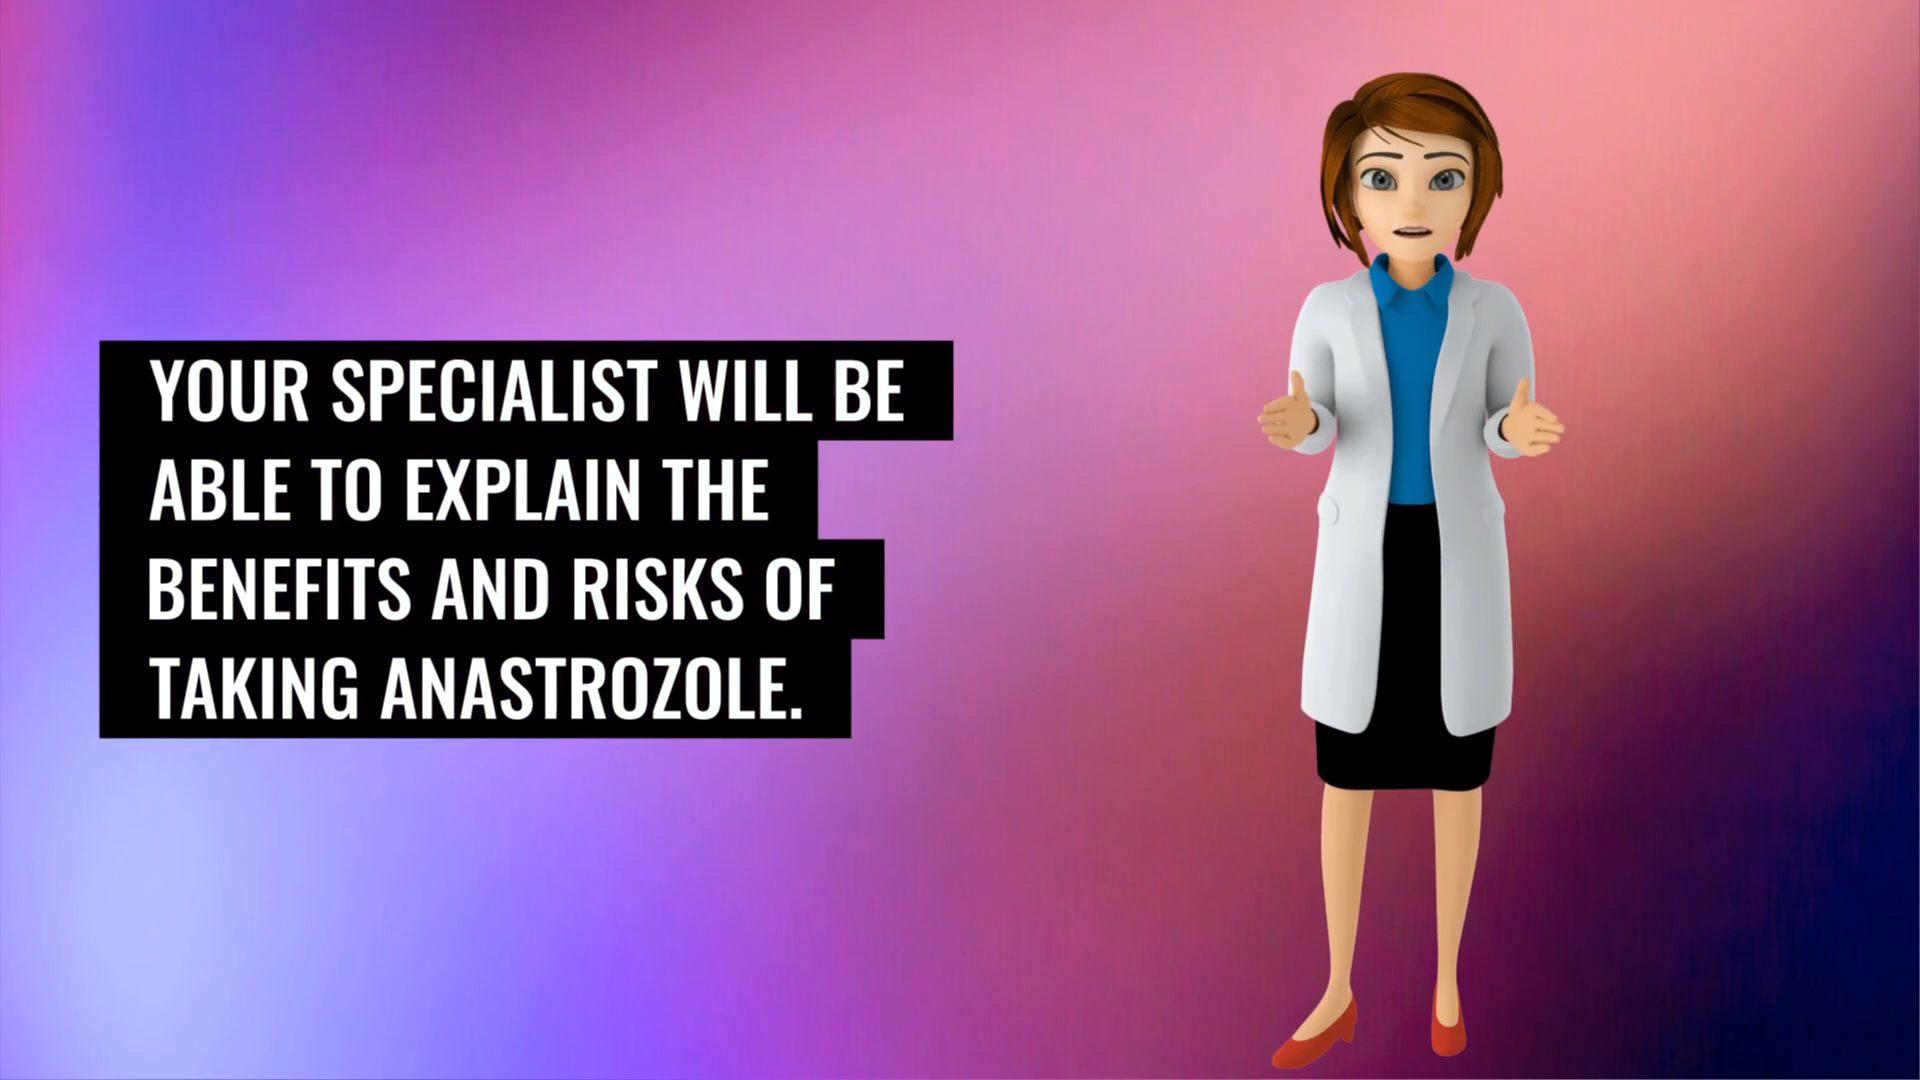 YOUR SPECIALIST WILL BE
ABLE TO EXPLAIN THE
BENEFITS AND RISKS OF
TAKING ANASTROZOLE.